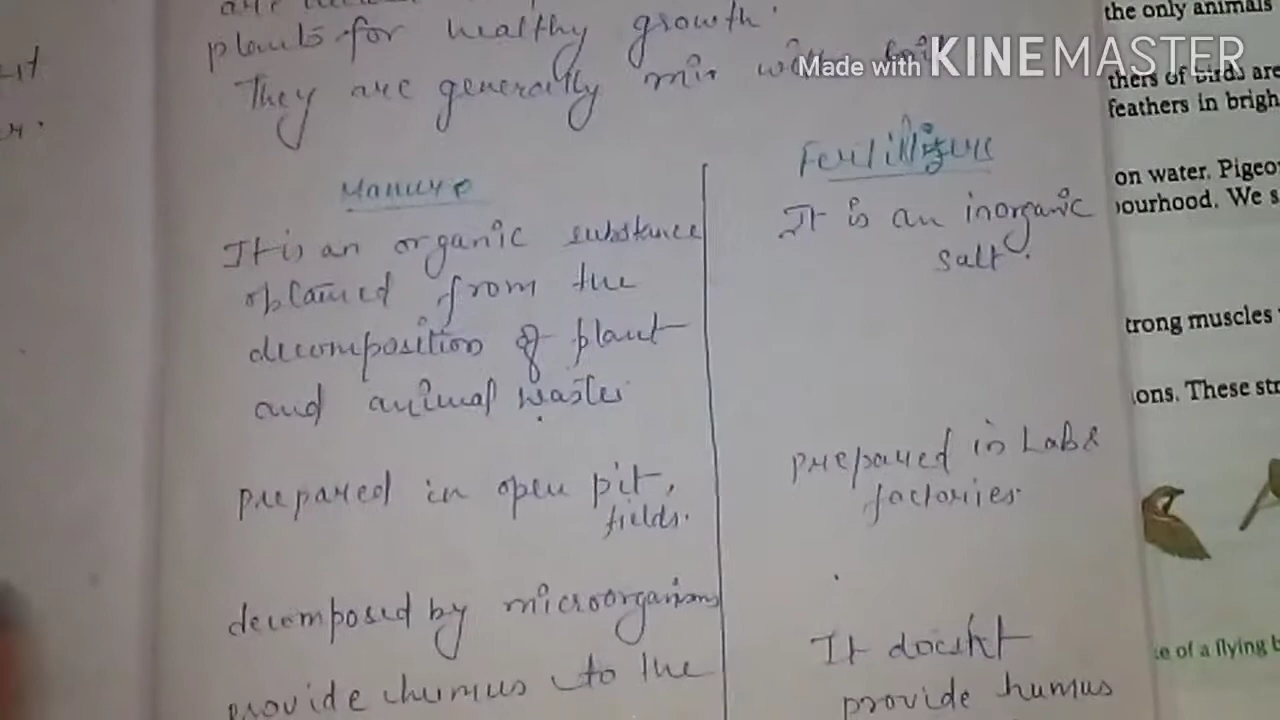 plants for healthy growth.
They are generally mix with soil
Made with KINEMASTER
Manure
It is an organic substance
obtained from the
decomposition of plant
and animal wastes
prepared in open pit,
fields.
decomposed by microorganisms
provide humus to the
Fertilizers
It is an inorganic
salt.
prepared in Lab &
factories.
It doesn't
provide humus
the only animals
feathers in brigh
on water. Pigeo
ourhood. We s
trong muscles
ons. These str
e of a flying b